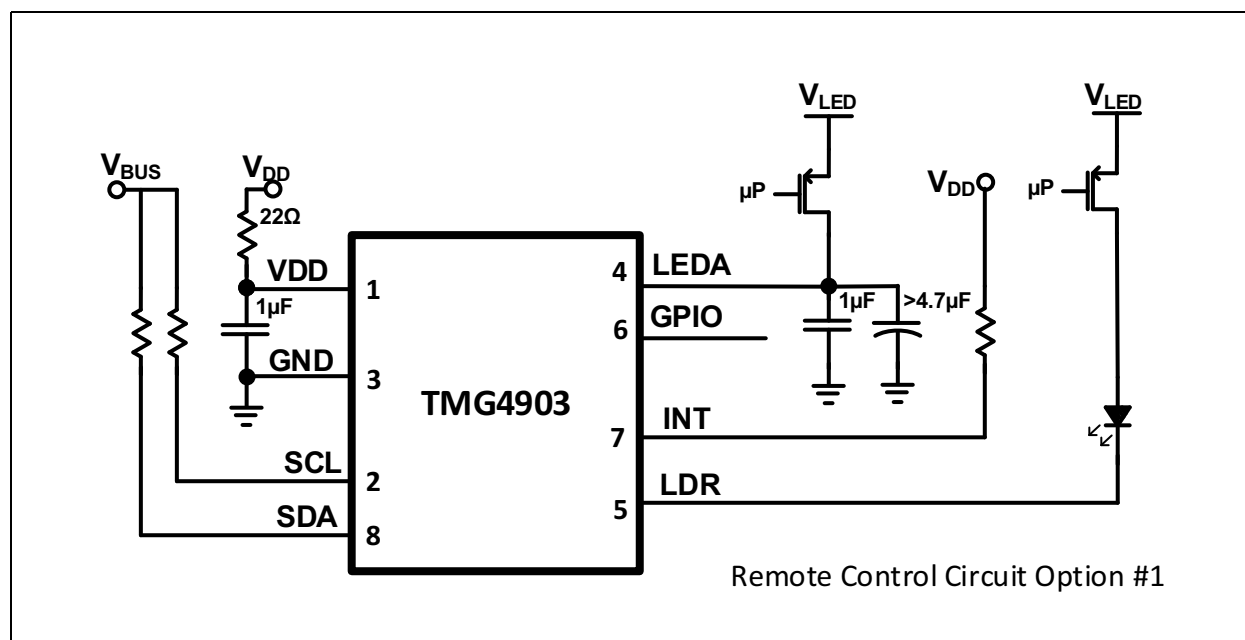 VLED
VLED
VBUS
VDD
µP
VDD
µP
22Ω
VDD
1
4
LEDA
1µF
1µF
>4.7µF
6
GPIO
GND
3
TMG4903
7
INT
SCL
2
5
LDR
SDA
8
Remote Control Circuit Option #1